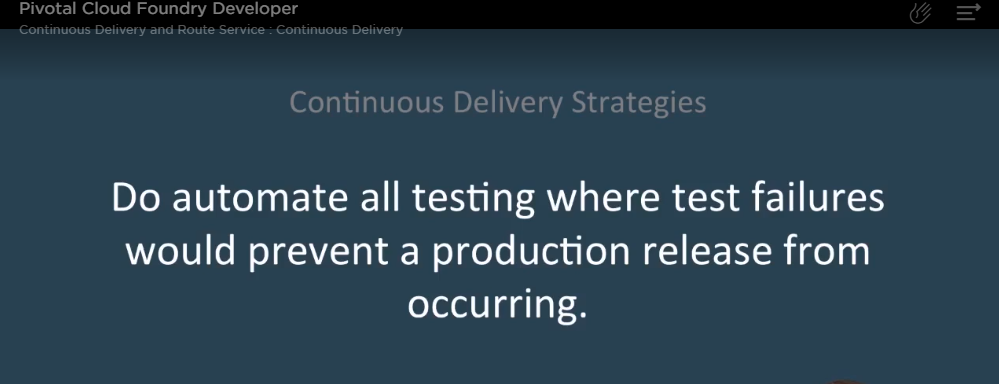 Pivotal Cloud Foundry Developer
Continuous Delivery and Route Service : Continuous Delivery
Continuous Delivery Strategies
Do automate all testing where test failures
would prevent a production release from
occurring.